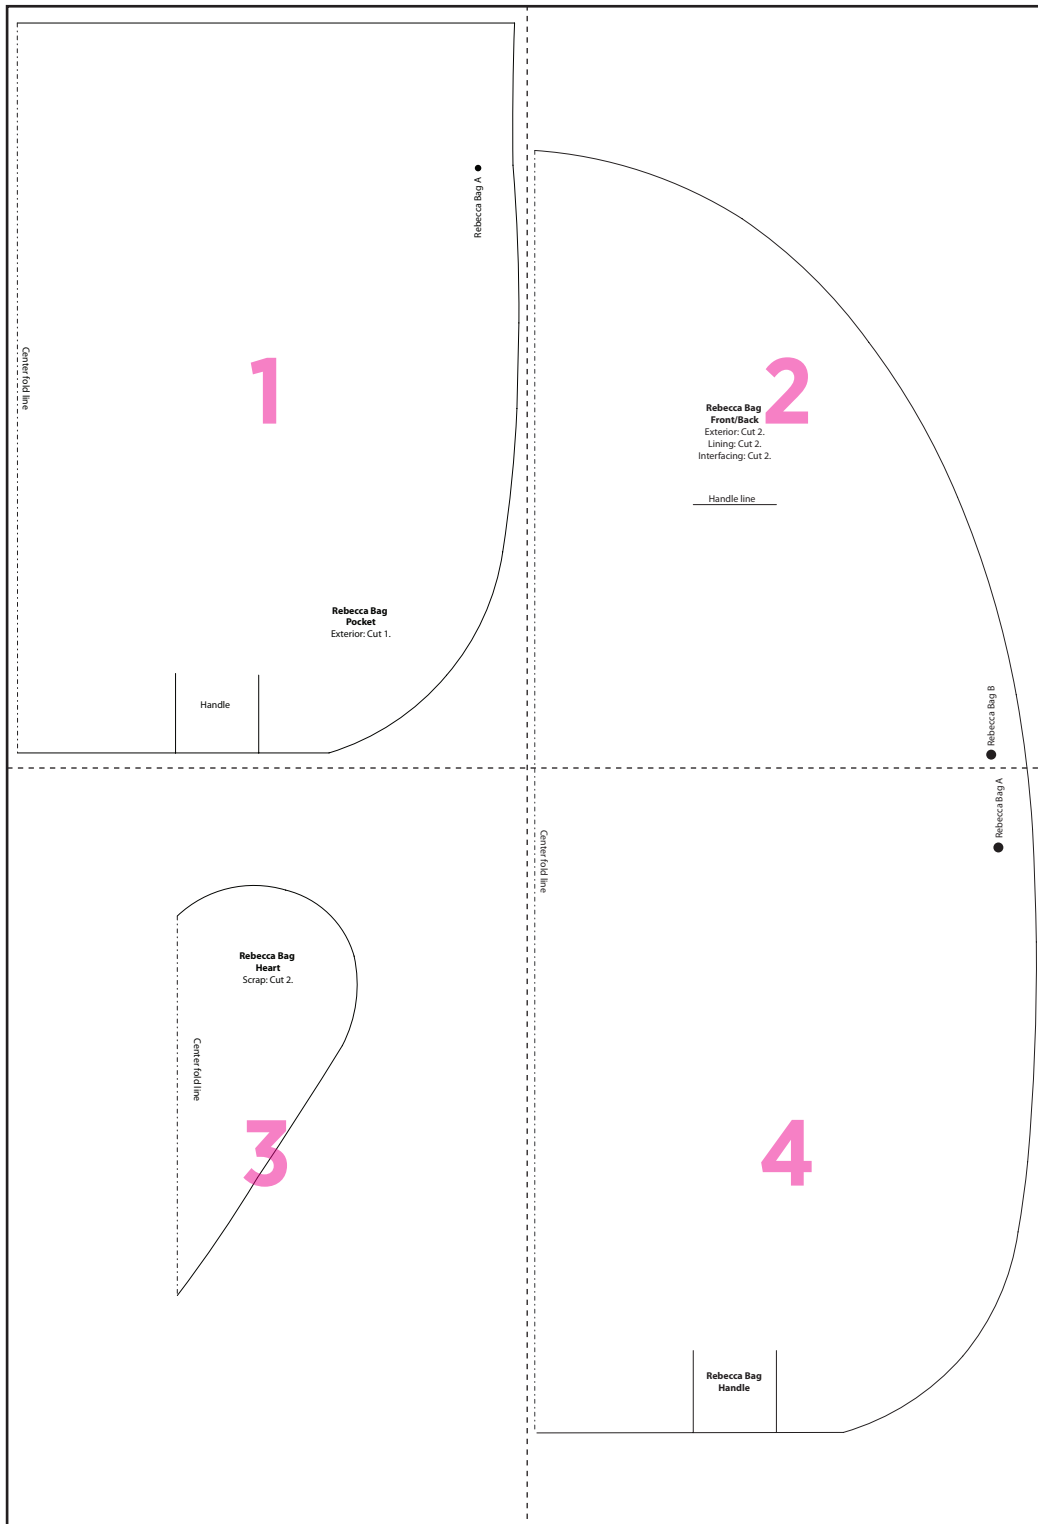 Rebecca Bag A
Center fold line
1
Rebecca Bag
Pocket
Exterior: Cut 1.
Handle
2
Rebecca Bag
Front/Back
Exterior: Cut 2.
Lining: Cut 2.
Interfacing: Cut 2.
Handle line
Rebecca Bag B
Rebecca Bag A
Center fold line
Rebecca Bag
Heart
Scrap: Cut 2.
Center fold line
3
4
Rebecca Bag
Handle